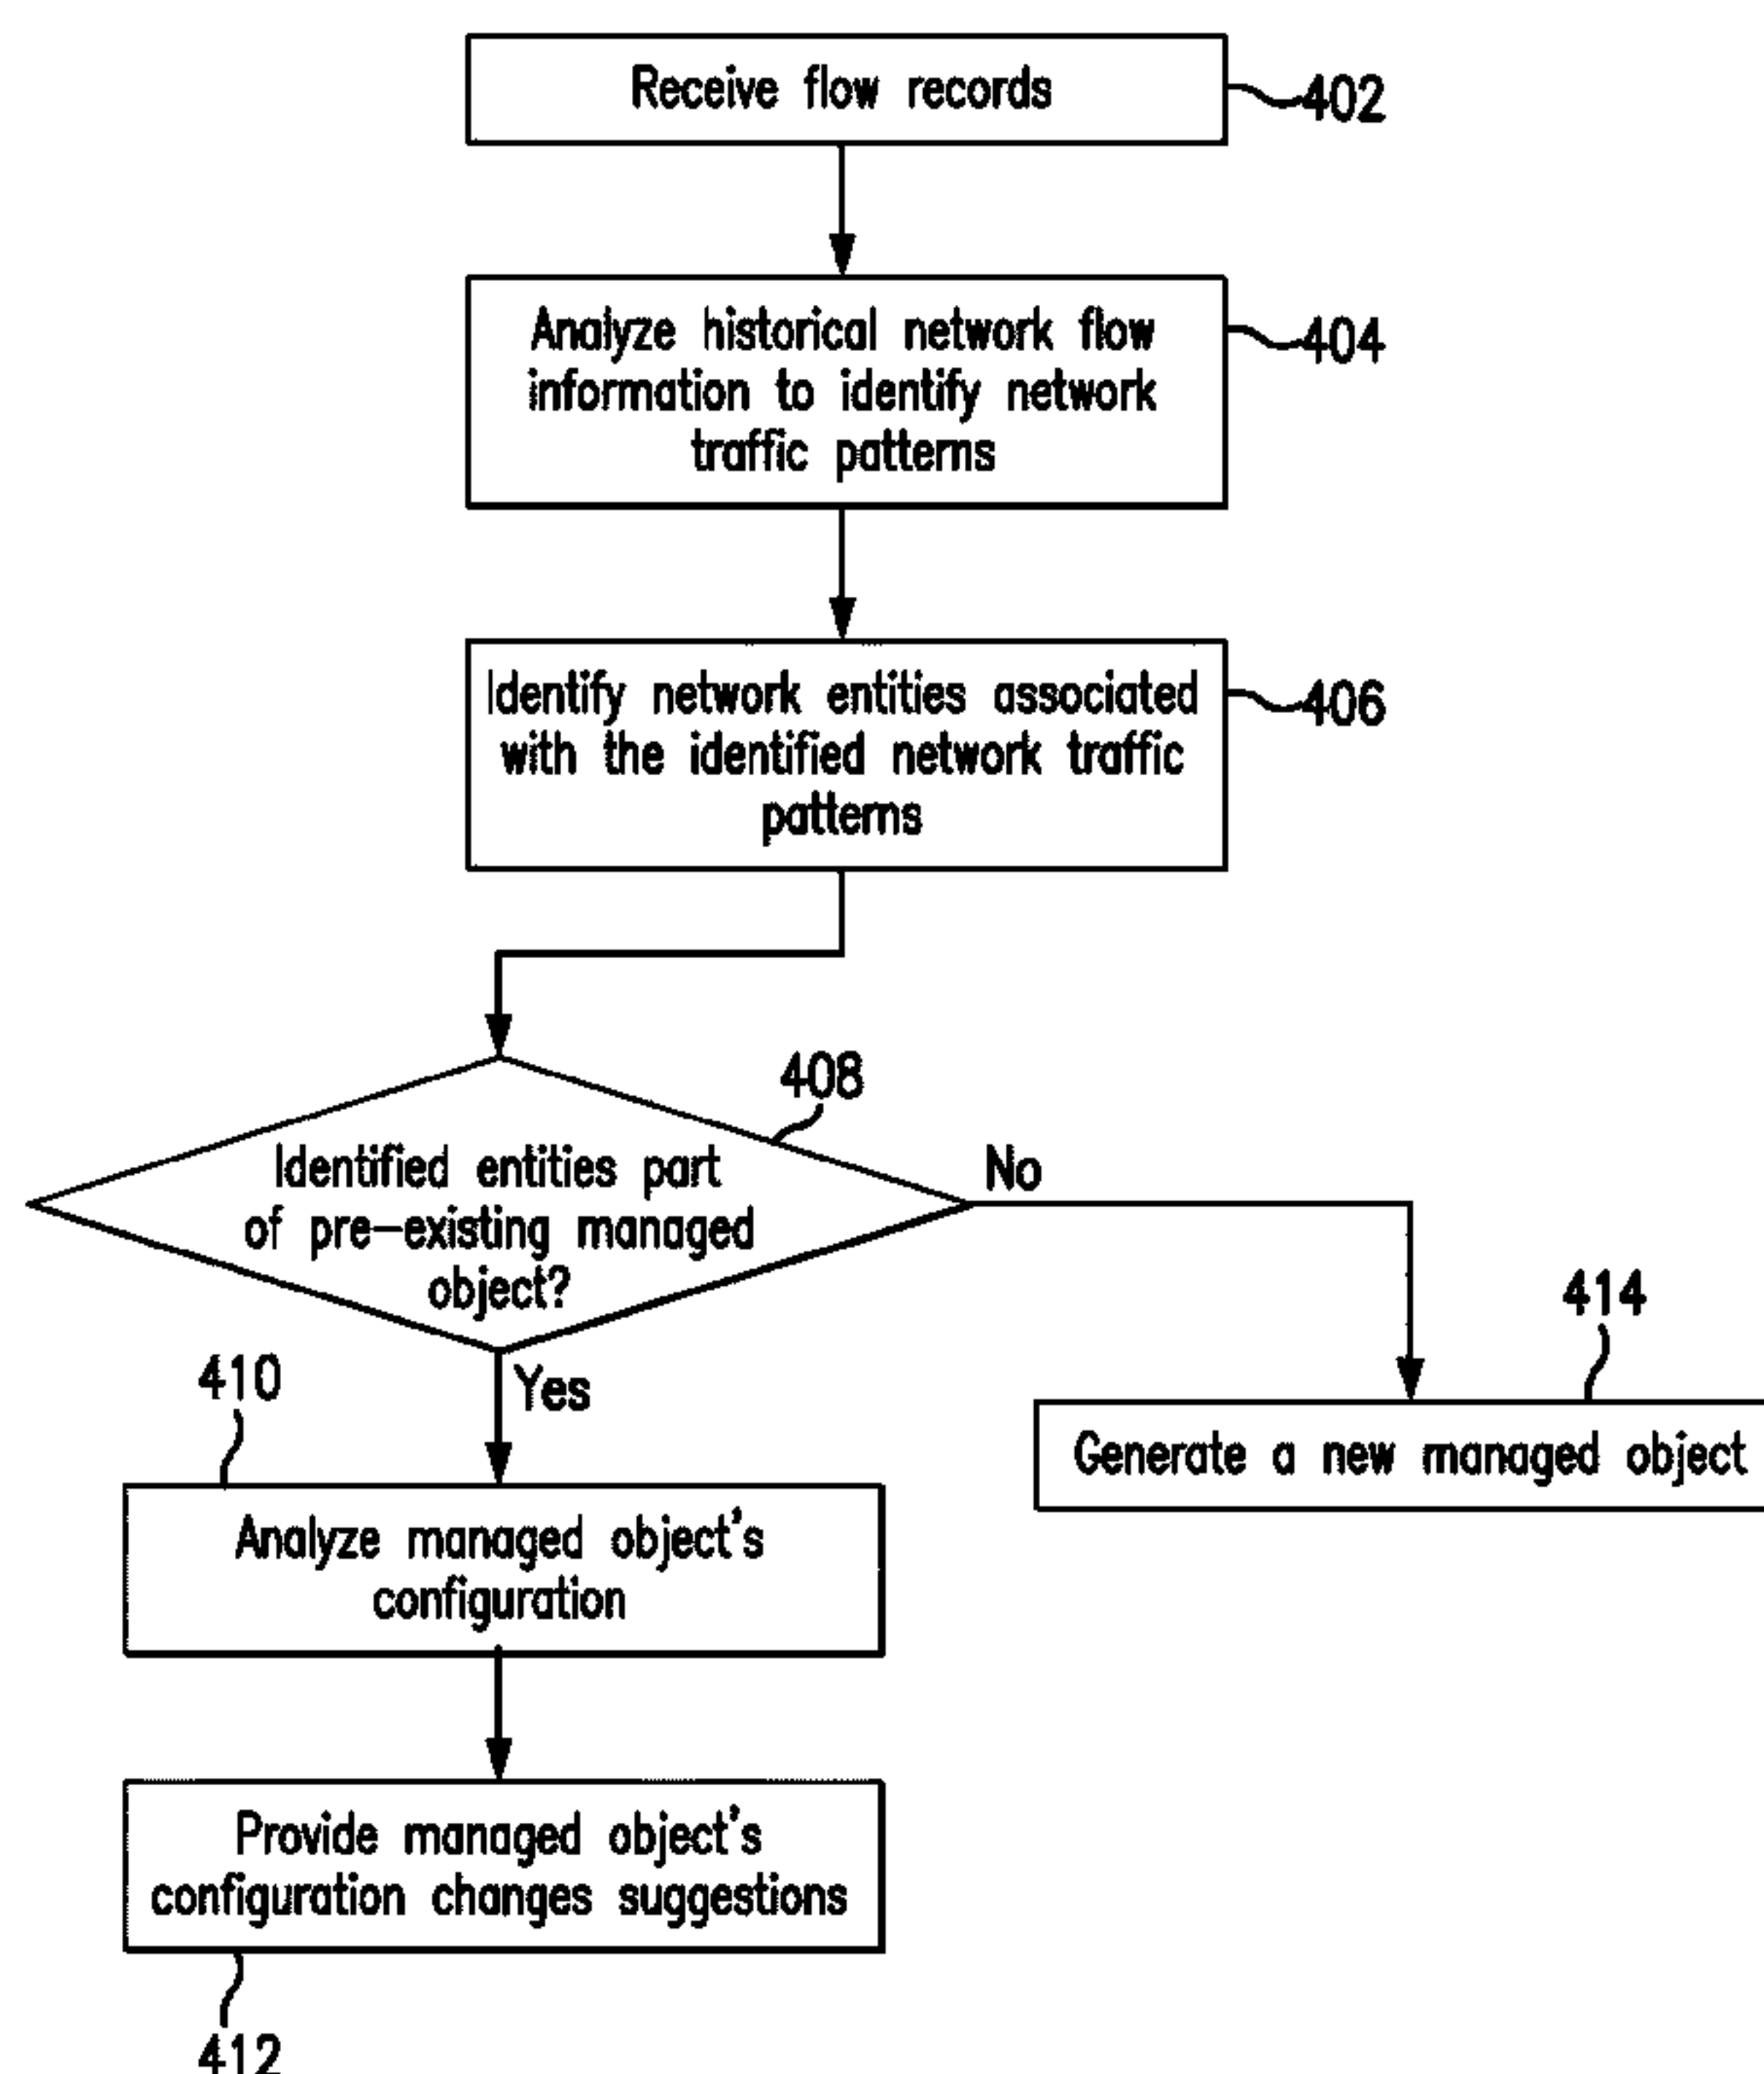 Receive flow records
402
Analyze historical network flow
information to identify network
traffic patterns
404
Identify network entities associated
with the identified network traffic
patterns
406
408
Identified entities part
of pre-existing managed
object?
No
Yes
414
Generate a new managed object
410
Analyze managed object's
configuration
Provide managed object's
configuration changes suggestions
412